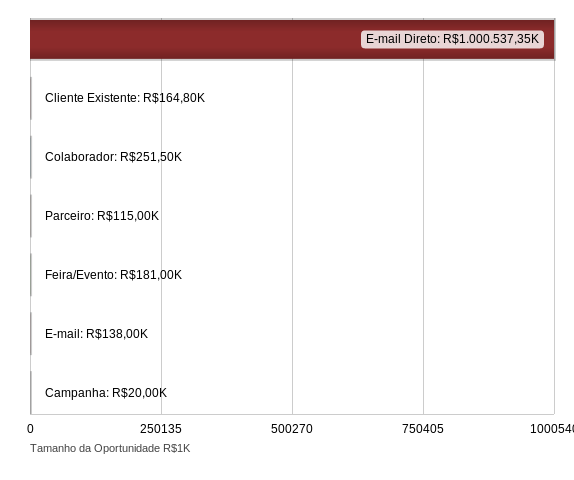 E-mail Direto: R$1.000.537,35K
Cliente Existente: R$164,80K
Colaborador: R$251,50K
Parceiro: R$115,00K
Feira/Evento: R$181,00K
E-mail: R$138,00K
Campanha: R$20,00K
0 250135 500270 750405 1000540
Tamanho da Oportunidade R$1K